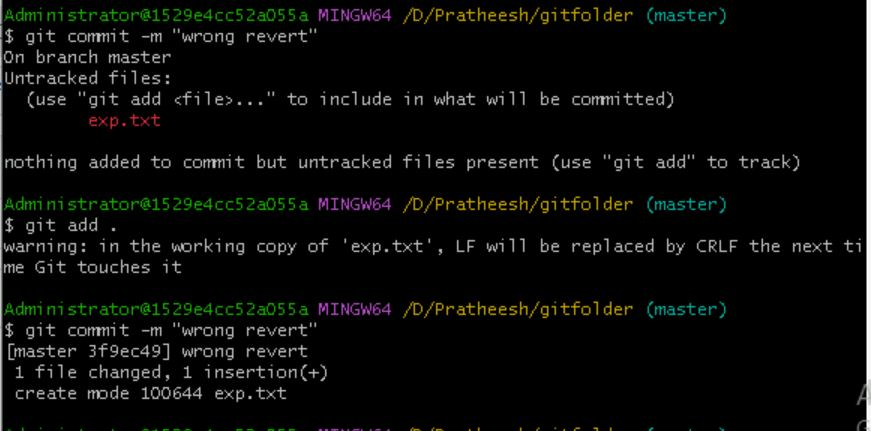 Administrator@1529e4cc52a055a MINGW64 /D/Pratheesh/gitfolder (master)
$ git commit -m "wrong revert"
On branch master
Untracked files:
  (use "git add <file>..." to include in what will be committed)
        exp.txt

nothing added to commit but untracked files present (use "git add" to track)

Administrator@1529e4cc52a055a MINGW64 /D/Pratheesh/gitfolder (master)
$ git add .
warning: in the working copy of 'exp.txt', LF will be replaced by CRLF the next ti
me Git touches it

Administrator@1529e4cc52a055a MINGW64 /D/Pratheesh/gitfolder (master)
$ git commit -m "wrong revert"
[master 3f9ec49] wrong revert
 1 file changed, 1 insertion(+)
 create mode 100644 exp.txt